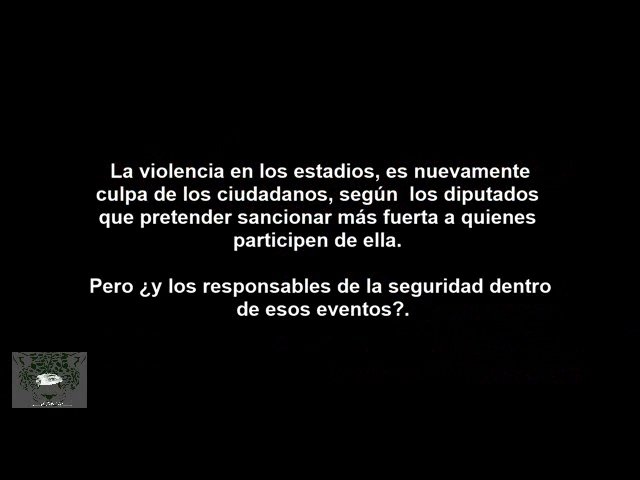 La violencia en los estadios, es nuevamente
culpa de los ciudadanos, según los diputados
que pretender sancionar más fuerta a quienes
participen de ella.
Pero ¿y los responsables de la seguridad dentro
de esos eventos?.